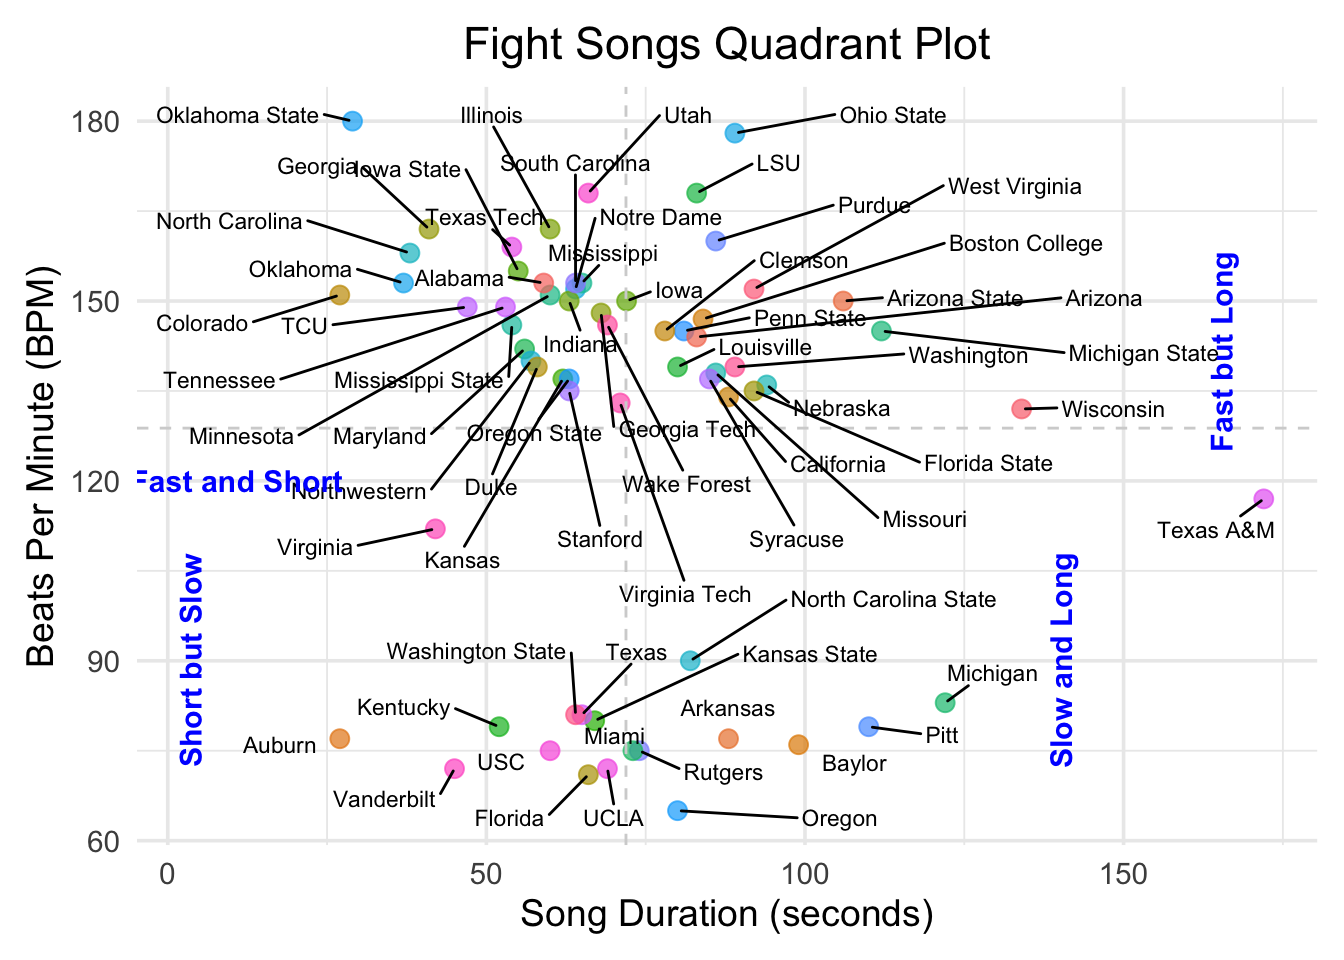 Fight Songs Quadrant Plot
Beats Per Minute (BPM)
180
150
120
90
60
Oklahoma State
Illinois
Utah
Ohio State
Georgia
Iowa State
South Carolina
LSU
West Virginia
North Carolina
Texas Tech
Notre Dame
Purdue
Boston College
Mississippi
Clemson
Oklahoma
Alabama
Iowa
Arizona State
Arizona
Colorado
TCU
Penn State
Indiana
Louisville
Washington
Michigan State
Fast but Long
Tennessee
Mississippi State
Nebraska
Wisconsin
Minnesota
Maryland
Oregon State
Georgia Tech
California
Florida State
Fast and Short
Northwestern
Duke
Wake Forest
Missouri
Texas A&M
Virginia
Kansas
Stanford
Syracuse
Virginia Tech
North Carolina State
Short but Slow
Slow and Long
Washington State
Texas
Kansas State
Michigan
Kentucky
Arkansas
Auburn
Miami
Pitt
USC
Rutgers
Baylor
Vanderbilt
Florida
UCLA
Oregon
0
50
100
150
Song Duration (seconds)